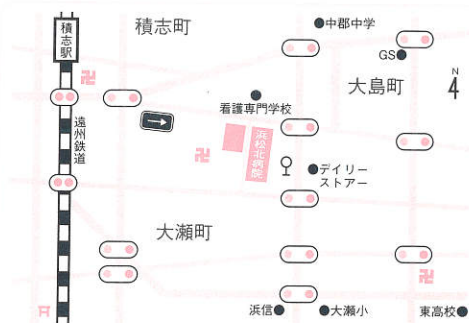 積志駅
積志町
中郡中学
GS
大島町
N
看護専門学校
遠州鉄道
浜松北病院
デイリー
ストアー
大瀬町
浜信
大瀬小
東高校